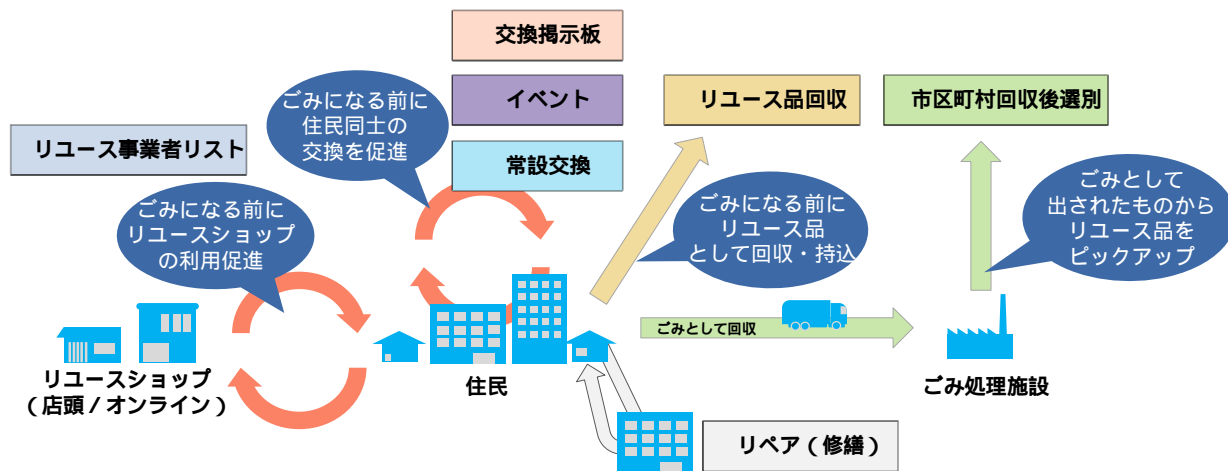 交換掲示板
イベント
常設交換
リユース品回収
市区町村回収後選別
リユース事業者リスト
ごみになる前に
住民同士の
交換を促進
ごみになる前に
リユースショップ
の利用促進
ごみになる前に
リユース品
として回収・持込
ごみとして
出されたものから
リユース品を
ピックアップ
ごみとして回収
リユースショップ
（店頭/オンライン）
住民
ごみ処理施設
リペア（修繕）